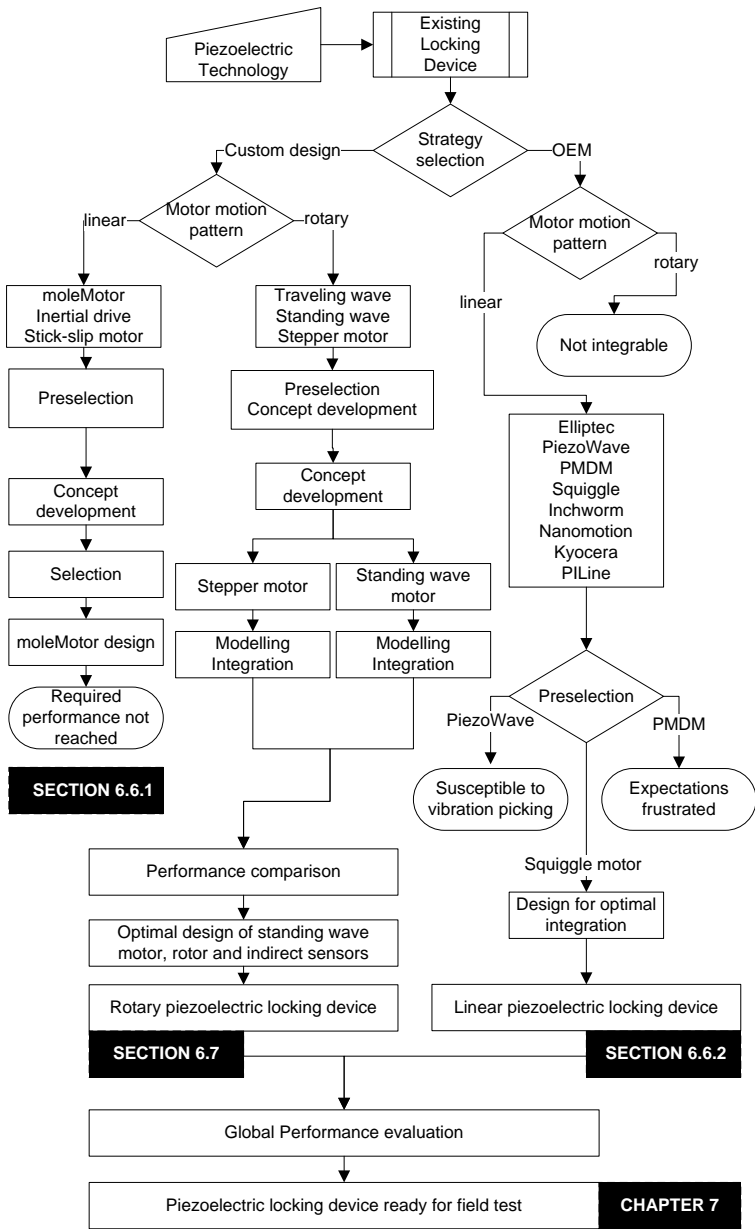 Piezoelectric
Technology
Existing
Locking
Device
Strategy
selection
Custom design
OEM
Motor motion
pattern
linear
rotary
Motor motion
pattern
linear
rotary
moleMotor
Inertial drive
Stick-slip motor
Traveling wave
Standing wave
Stepper motor
Not integrable
Preselection
Preselection
Concept development
Elliptec
PiezoWave
PMDM
Squiggle
Inchworm
Nanomotion
Kyocera
PILine
Concept
development
Concept
development
Selection
Stepper motor
Standing wave
motor
moleMotor design
Modelling
Integration
Modelling
Integration
Required
performance not
reached
Preselection
PiezoWave
PMDM
SECTION 6.6.1
Susceptible to
vibration picking
Expectations
frustrated
Squiggle motor
Performance comparison
Design for optimal
integration
Optimal design of standing wave
motor, rotor and indirect sensors
Rotary piezoelectric locking device
Linear piezoelectric locking device
SECTION 6.7
SECTION 6.6.2
Global Performance evaluation
Piezoelectric locking device ready for field test
CHAPTER 7